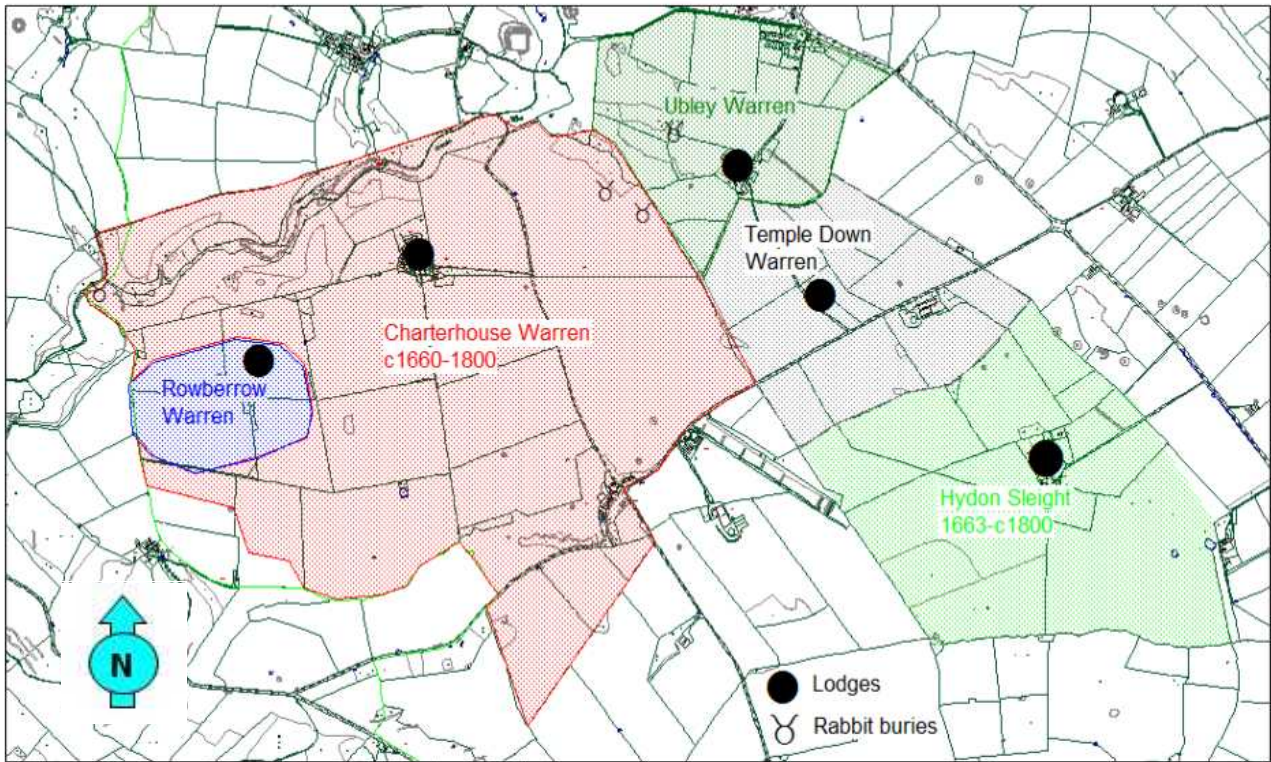 Ubley Warren
Temple Down
Warren
Charterhouse Warren
c1660-1800
Rowberrow
Warren
Hydon Sleight
1663-c1800
N
Lodges
Rabbit buries